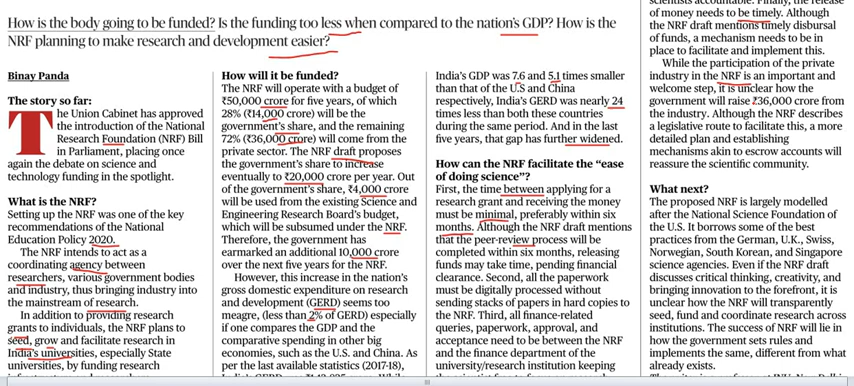 How is the body going to be funded? Is the funding too less when compared to the nation's GDP? How is the
NRF planning to make research and development easier?
Binay Panda
The story so far:
The Union Cabinet has approved
the introduction of the National
Research Foundation (NRF) Bill
in Parliament, placing once
again the debate on science and
technology funding in the spotlight.
What is the NRF?
Setting up the NRF was one of the key
recommendations of the National
Education Policy 2020.
The NRF intends to act as a
coordinating agency between
researchers, various government bodies
and industry, thus bringing industry into
the mainstream of research.
In addition to providing research
grants to individuals, the NRF plans to
seed, grow and facilitate research in
India's universities, especially State
universities, by funding research
How will it be funded?
The NRF will operate with a budget of
₹50,000 crore for five years, of which
28% (₹14,000 crore) will be the
government's share, and the remaining
72% (₹36,000 crore) will come from the
private sector. The NRF draft proposes
the government's share to increase
eventually to ₹20,000 crore per year. Out
of the government's share, ₹4,000 crore
will be used from the existing Science and
Engineering Research Board's budget,
which will be subsumed under the NRF.
Therefore, the government has
earmarked an additional 10,000 crore
over the next five years for the NRF.
However, this increase in the nation's
gross domestic expenditure on research
and development (GERD) seems too
meagre, (less than 2% of GERD) especially
if one compares the GDP and the
comparative spending in other big
economies, such as the U.S. and China. As
per the last available statistics (2017-18),
India's GDP was 7.6 and 5.1 times smaller
than that of the U.S and China
respectively, India's GERD was nearly 24
times less than both these countries
during the same period. And in the last
five years, that gap has further widened.
How can the NRF facilitate the "ease
of doing science"?
First, the time between applying for a
research grant and receiving the money
must be minimal, preferably within six
months. Although the NRF draft mentions
that the peer-review process will be
completed within six months, releasing
funds may take time, pending financial
clearance. Second, all the paperwork
must be digitally processed without
sending stacks of papers in hard copies to
the NRF. Third, all finance-related
queries, paperwork, approval, and
acceptance need to be between the NRF
and the finance department of the
university/research institution keeping
scientists accountable. Finally, the release
of money needs to be timely. Although
the NRF draft mentions timely disbursal
of funds, a mechanism needs to be in
place to facilitate and implement this.
While the participation of the private
industry in the NRF is an important and
welcome step, it is unclear how the
government will raise ₹36,000 crore from
the industry. Although the NRF describes
a legislative route to facilitate this, a more
detailed plan and establishing
mechanisms akin to escrow accounts will
reassure the scientific community.
What next?
The proposed NRF is largely modelled
after the National Science Foundation of
the U.S. It borrows some of the best
practices from the German, U.K., Swiss,
Norwegian, South Korean, and Singapore
science agencies. Even if the NRF draft
discusses critical thinking, creativity, and
bringing innovation to the forefront, it is
unclear how the NRF will transparently
seed, fund and coordinate research across
institutions. The success of NRF will lie in
how the government sets rules and
implements the same, different from what
already exists.